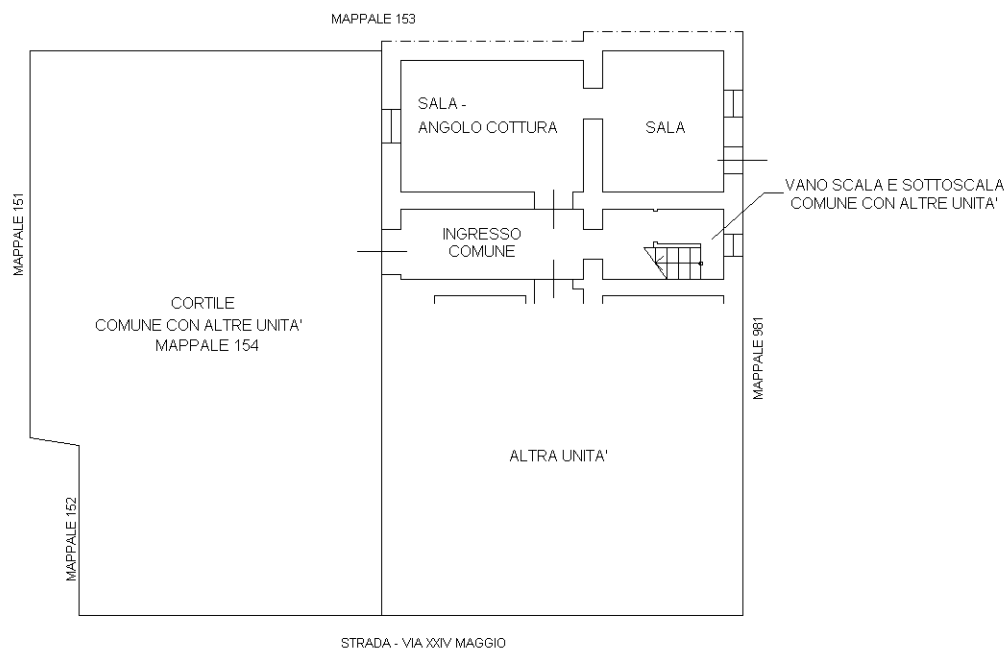 MAPPALE 153
SALA -
ANGOLO COTTURA
SALA
VANO SCALA E SOTTOSCALA
COMUNE CON ALTRE UNITA'
MAPPALE 151
INGRESSO
COMUNE
CORTILE
COMUNE CON ALTRE UNITA'
MAPPALE 154
MAPPALE 981
ALTRA UNITA'
MAPPALE 152
STRADA - VIA XXIV MAGGIO